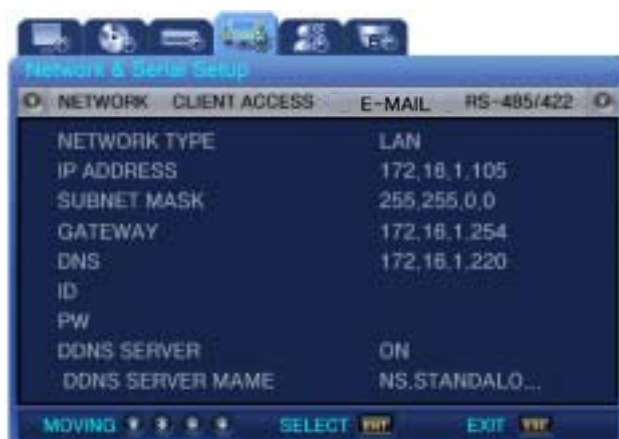 Network & Serial Setup
NETWORK CLIENT ACCESS E-MAIL RS-485/422
NETWORK TYPE LAN
IP ADDRESS 172.16.1.105
SUBNET MASK 255.255.0.0
GATEWAY 172.16.1.254
DNS 172.16.1.220
ID
PW
DDNS SERVER ON
DDNS SERVER MAME NS.STANDALO...
MOVING SELECT EXIT